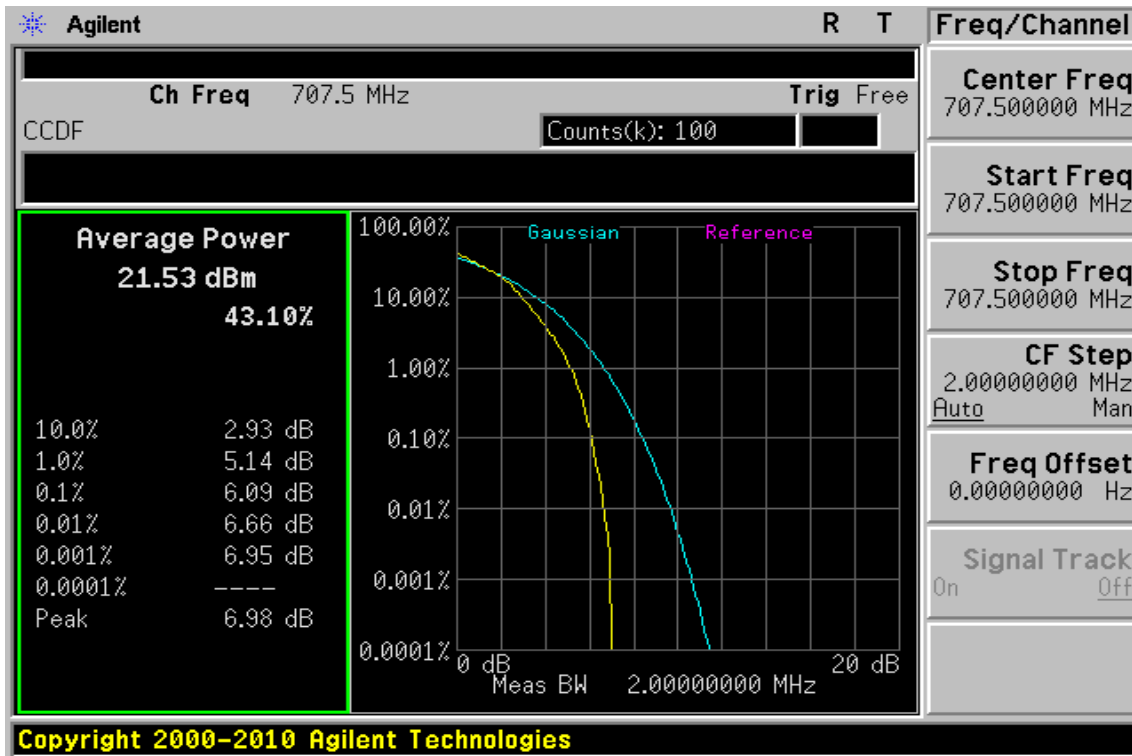 Agilent R T
Freq/Channel
Ch Freq 707.5 MHz Trig Free
CCDF Counts(k): 100
Average Power
21.53 dBm
43.10%
10.0% 2.93 dB
1.0% 5.14 dB
0.1% 6.09 dB
0.01% 6.66 dB
0.001% 6.95 dB
0.0001% ----
Peak 6.98 dB
Gaussian Reference
100.00%
10.00%
1.00%
0.10%
0.01%
0.001%
0.0001%
0 dB 20 dB
Meas BW 2.00000000 MHz
Center Freq
707.500000 MHz
Start Freq
707.500000 MHz
Stop Freq
707.500000 MHz
CF Step
2.00000000 MHz
Auto Man
Freq Offset
0.00000000 Hz
Signal Track
On Off
Copyright 2000-2010 Agilent Technologies